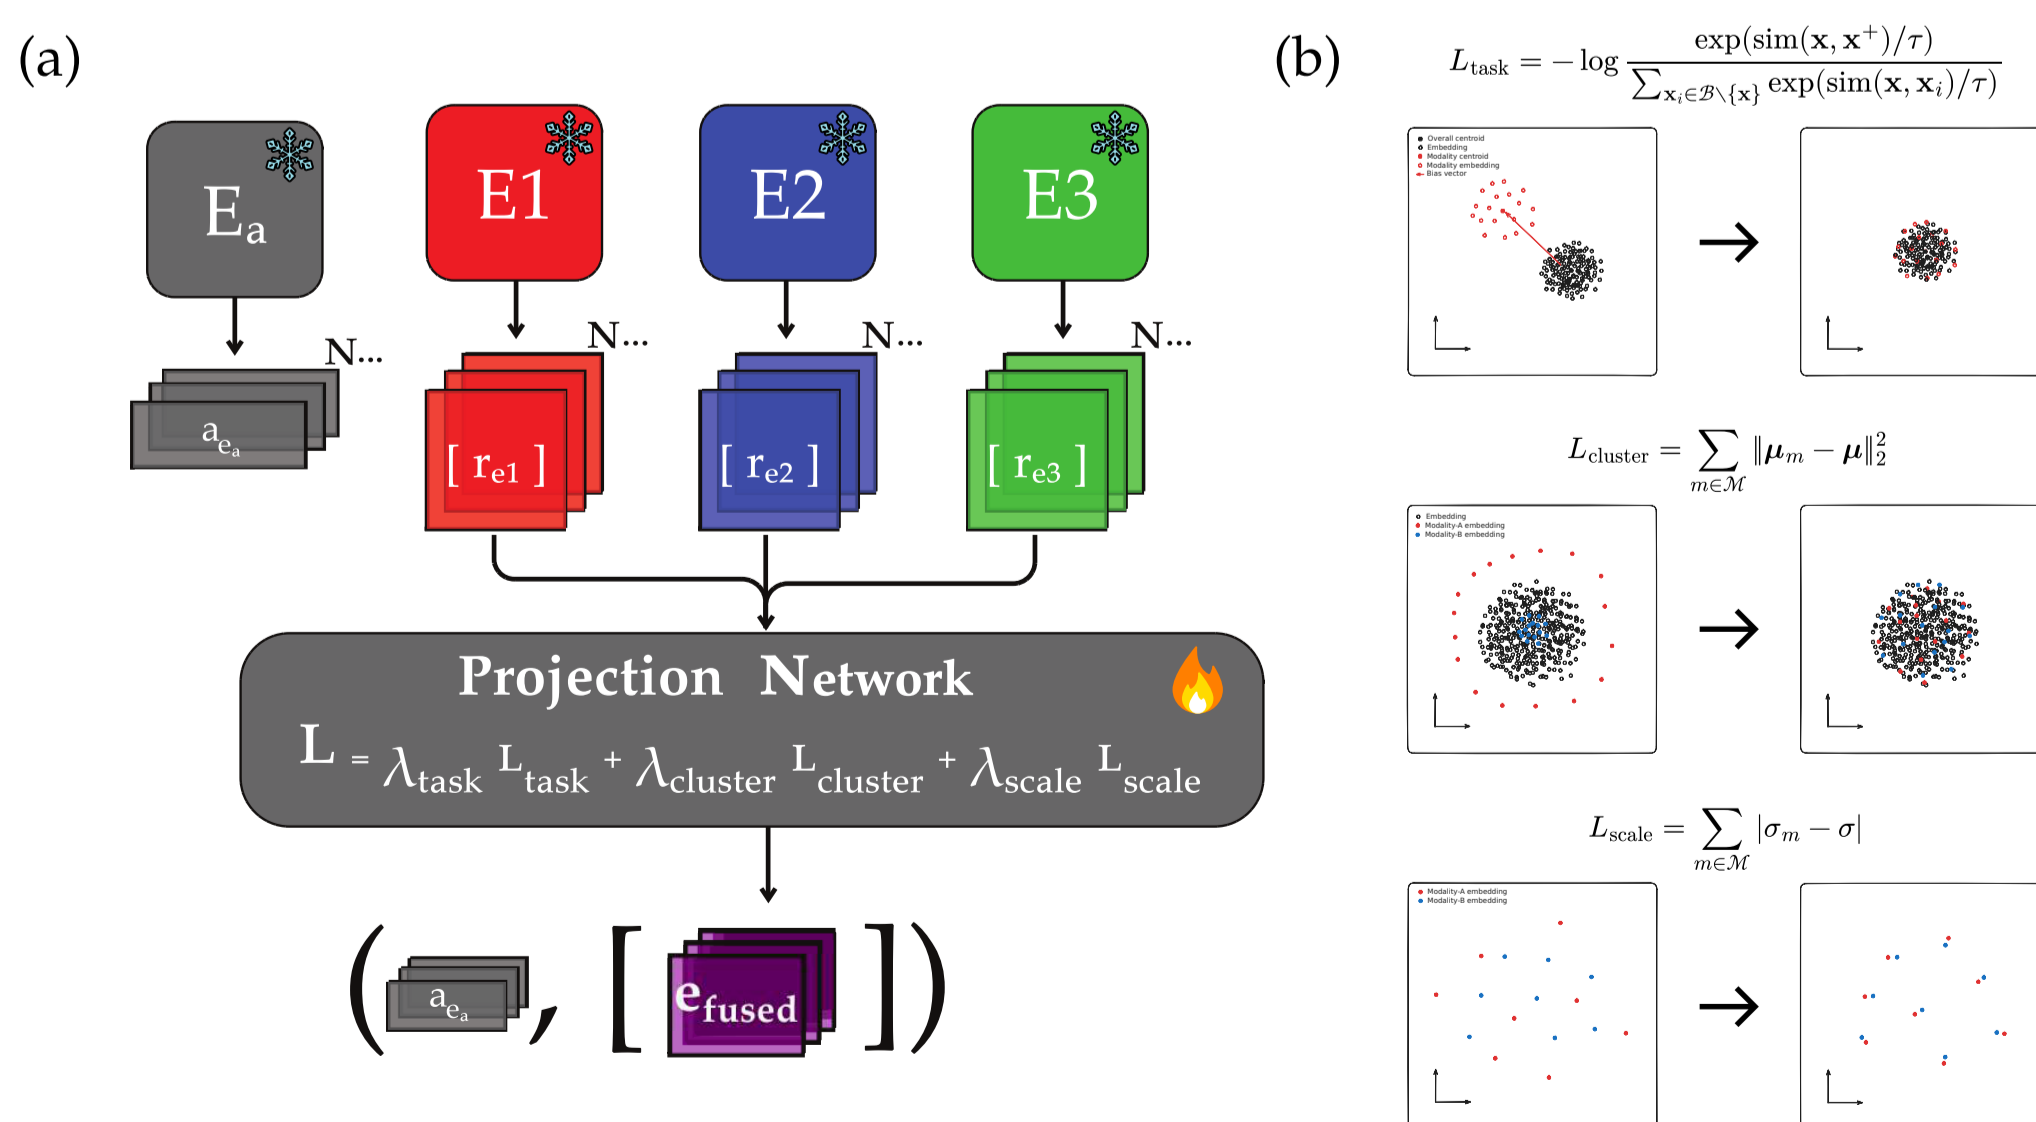 (a)
E_a
E1
E2
E3
N...
N...
N...
N...
a_{e_a}
[ r_{e1} ]
[ r_{e2} ]
[ r_{e3} ]
Projection Network
L = λ_task L_task + λ_cluster L_cluster + λ_scale L_scale
( a_{e_a} , [ e_fused ] )
(b)
L_task = − log exp(sim(x, x⁺)/τ) / ∑_{x_i∈ℬ\{x}} exp(sim(x, x_i)/τ)
Overall centroid
Embedding
Modality centroid
Modality embedding
Bias vector
L_cluster = ∑_{m∈ℳ} ‖μ_m − μ‖₂²
Embedding
Modality-A embedding
Modality-B embedding
L_scale = ∑_{m∈ℳ} |σ_m − σ|
Modality-A embedding
Modality-B embedding